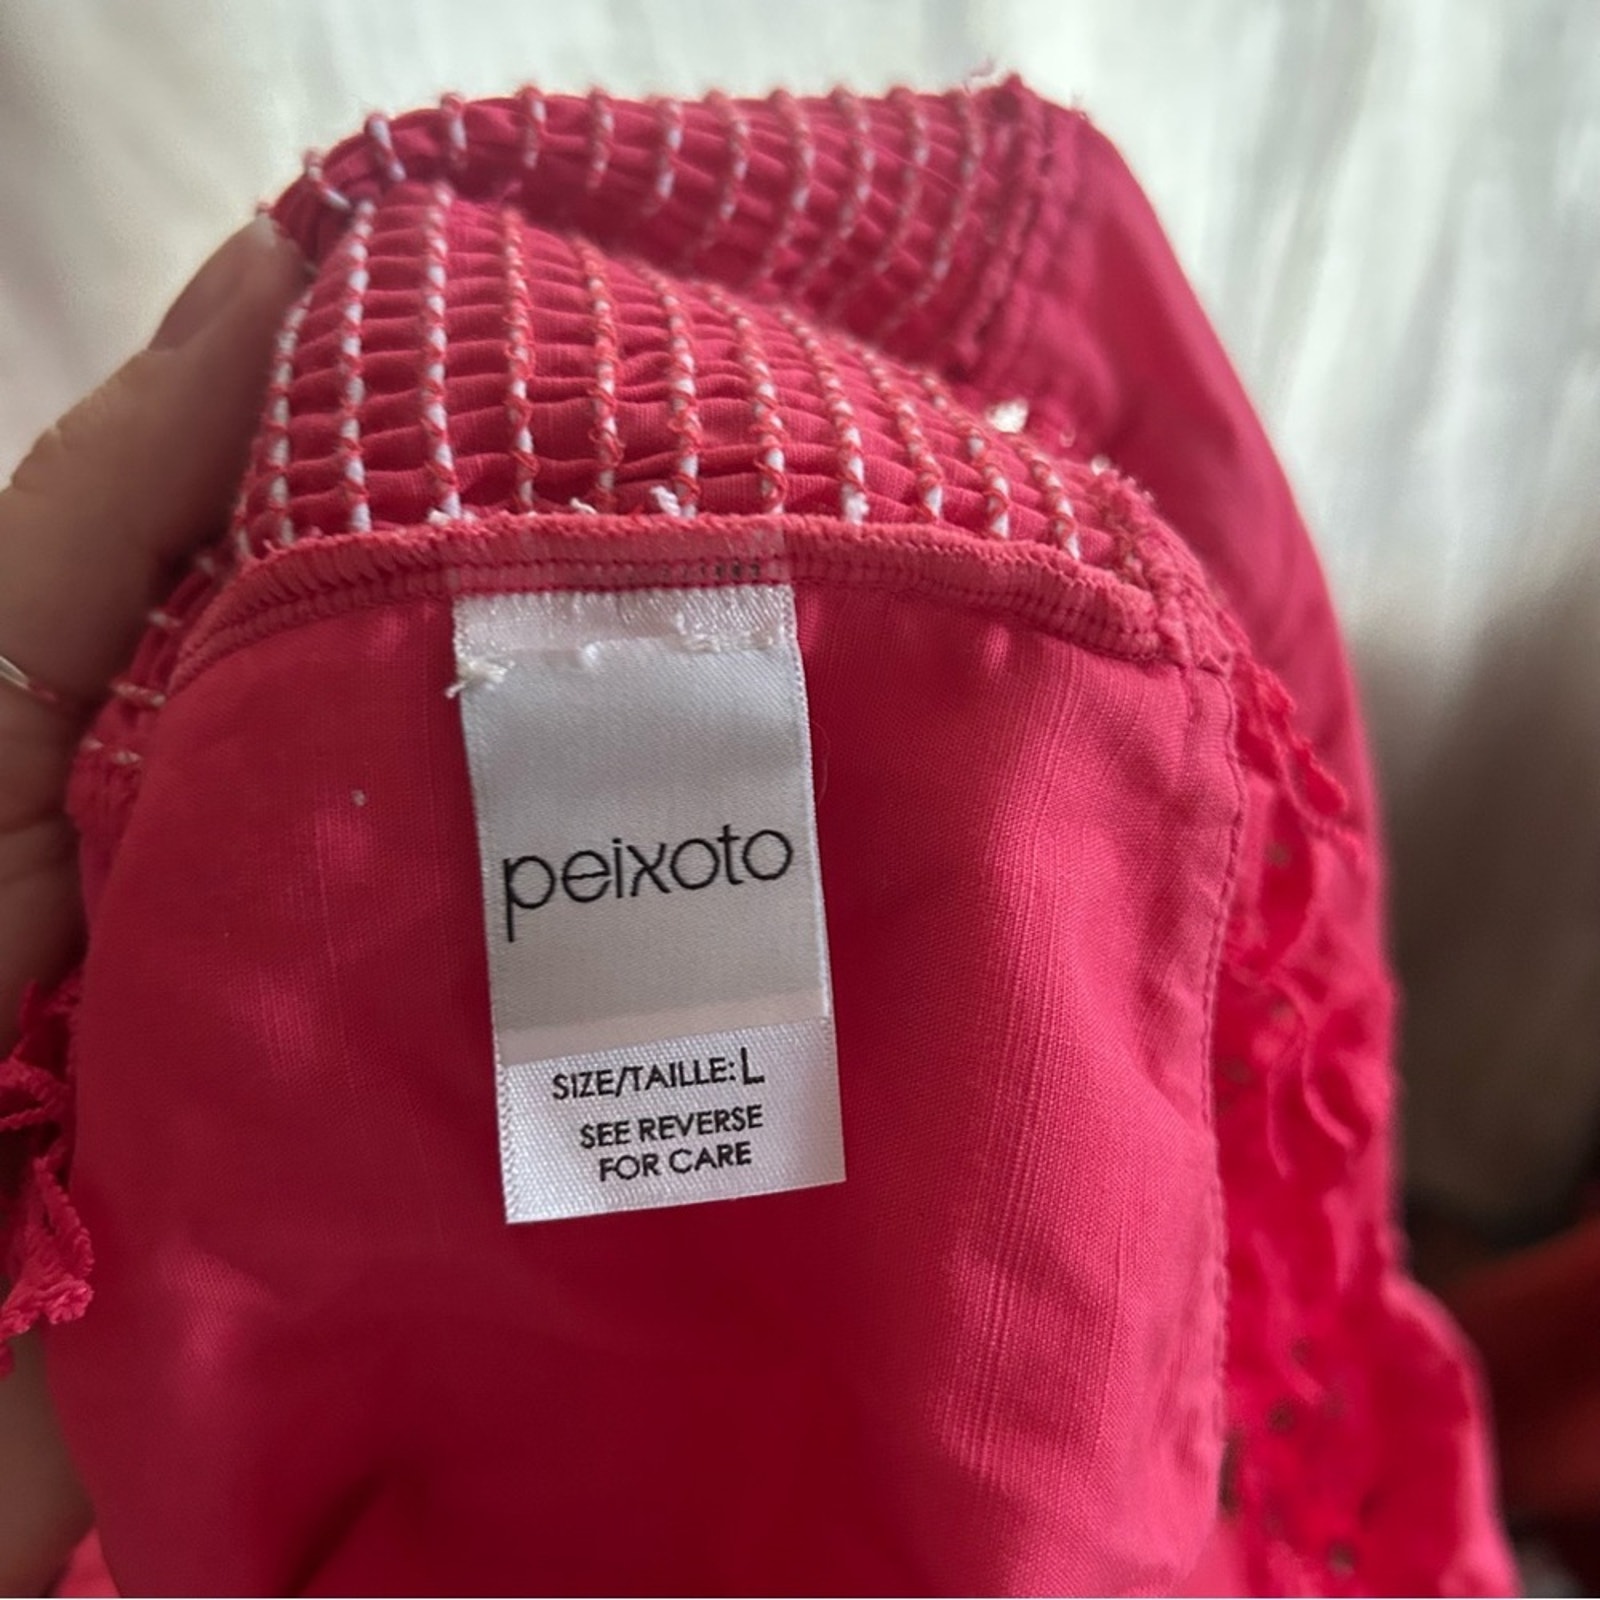 peixoto
SIZE/TAILLE: L
SEE REVERSE
FOR CARE